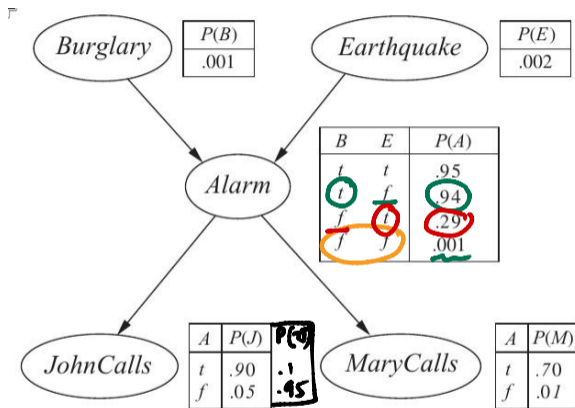 Burglary
P(B)
.001
Earthquake
P(E)
.002
Alarm
B E P(A)
t t .95
t f .94
f t .29
f f .001
JohnCalls
A P(J) P(¬J)
t .90 .1
f .05 .95
MaryCalls
A P(M)
t .70
f .01